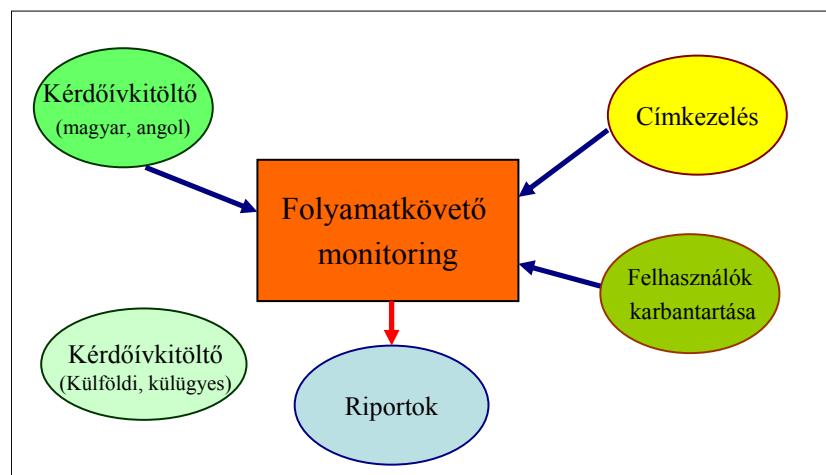 Kérdőívkitöltő
(magyar, angol)
Címkezelés
Folyamatkövető
monitoring
Felhasználók
karbantartása
Kérdőívkitöltő
(Külföldi, külügyes)
Riportok